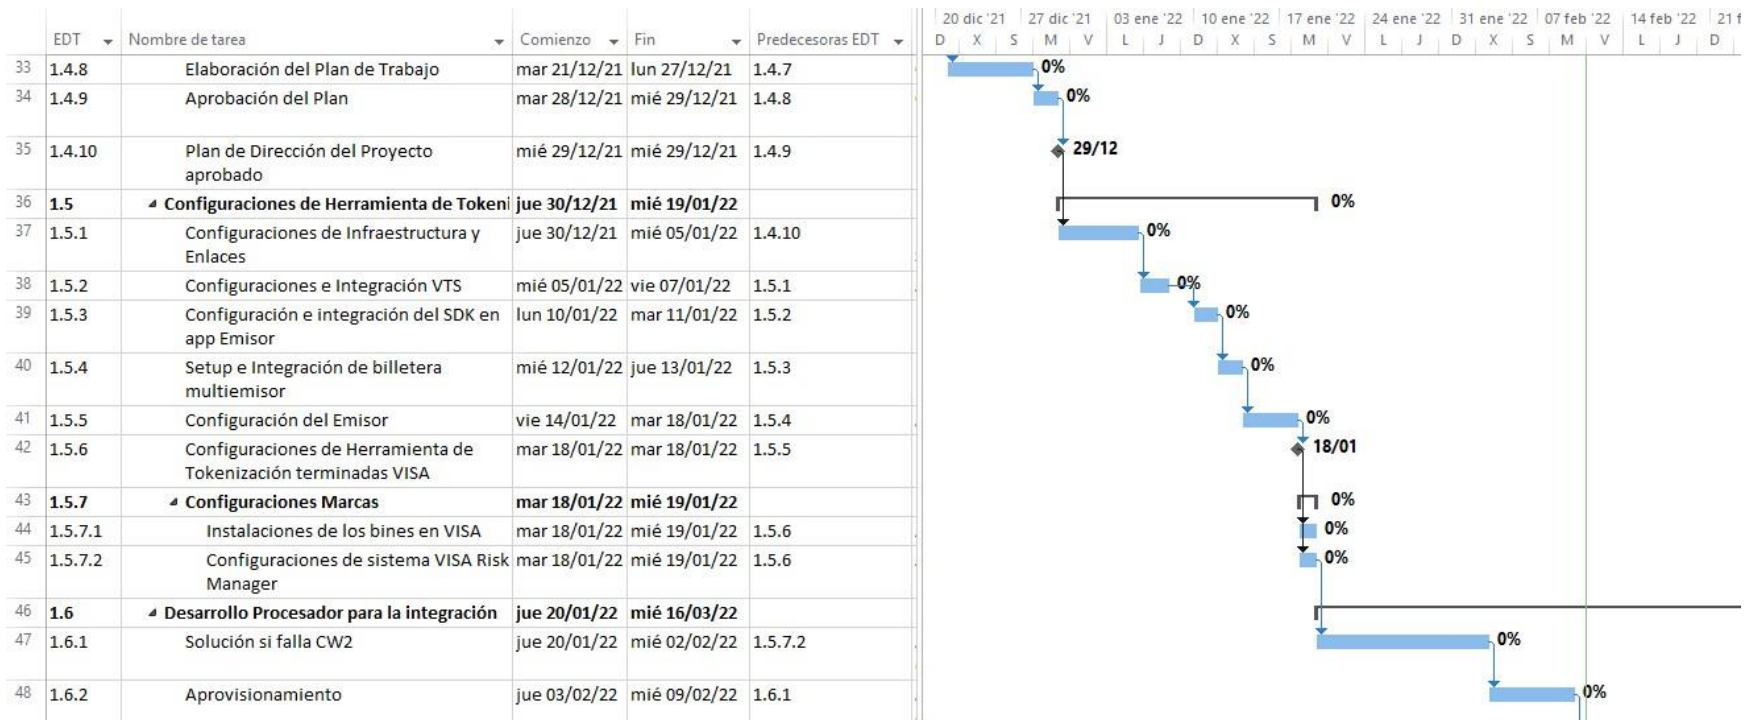 20 dic '21 27 dic '21 03 ene '22 10 ene '22 17 ene '22 24 ene '22 31 ene '22 07 feb '22 14 feb '22 21 f
EDT Nombre de tarea Comienzo Fin Predecesoras EDT D X S M V L J D X S M V L J D X S M V L J D
33 1.4.8 Elaboración del Plan de Trabajo mar 21/12/21 lun 27/12/21 1.4.7 0%
34 1.4.9 Aprobación del Plan mar 28/12/21 mié 29/12/21 1.4.8 0%
35 1.4.10 Plan de Dirección del Proyecto mié 29/12/21 mié 29/12/21 1.4.9 29/12
aprobado
36 1.5 Configuraciones de Herramienta de Tokeni jue 30/12/21 mié 19/01/22 0%
37 1.5.1 Configuraciones de Infraestructura y jue 30/12/21 mié 05/01/22 1.4.10 0%
Enlaces
38 1.5.2 Configuraciones e Integración VTS mié 05/01/22 vie 07/01/22 1.5.1 0%
39 1.5.3 Configuración e integración del SDK en lun 10/01/22 mar 11/01/22 1.5.2 0%
app Emisor
40 1.5.4 Setup e Integración de billetera mié 12/01/22 jue 13/01/22 1.5.3 0%
multiemisor
41 1.5.5 Configuración del Emisor vie 14/01/22 mar 18/01/22 1.5.4 0%
42 1.5.6 Configuraciones de Herramienta de mar 18/01/22 mar 18/01/22 1.5.5 18/01
Tokenización terminadas VISA
43 1.5.7 Configuraciones Marcas mar 18/01/22 mié 19/01/22 0%
44 1.5.7.1 Instalaciones de los bines en VISA mar 18/01/22 mié 19/01/22 1.5.6 0%
45 1.5.7.2 Configuraciones de sistema VISA Risk mar 18/01/22 mié 19/01/22 1.5.6 0%
Manager
46 1.6 Desarrollo Procesador para la integración jue 20/01/22 mié 16/03/22
47 1.6.1 Solución si falla CW2 jue 20/01/22 mié 02/02/22 1.5.7.2 0%
48 1.6.2 Aprovisionamiento jue 03/02/22 mié 09/02/22 1.6.1 0%